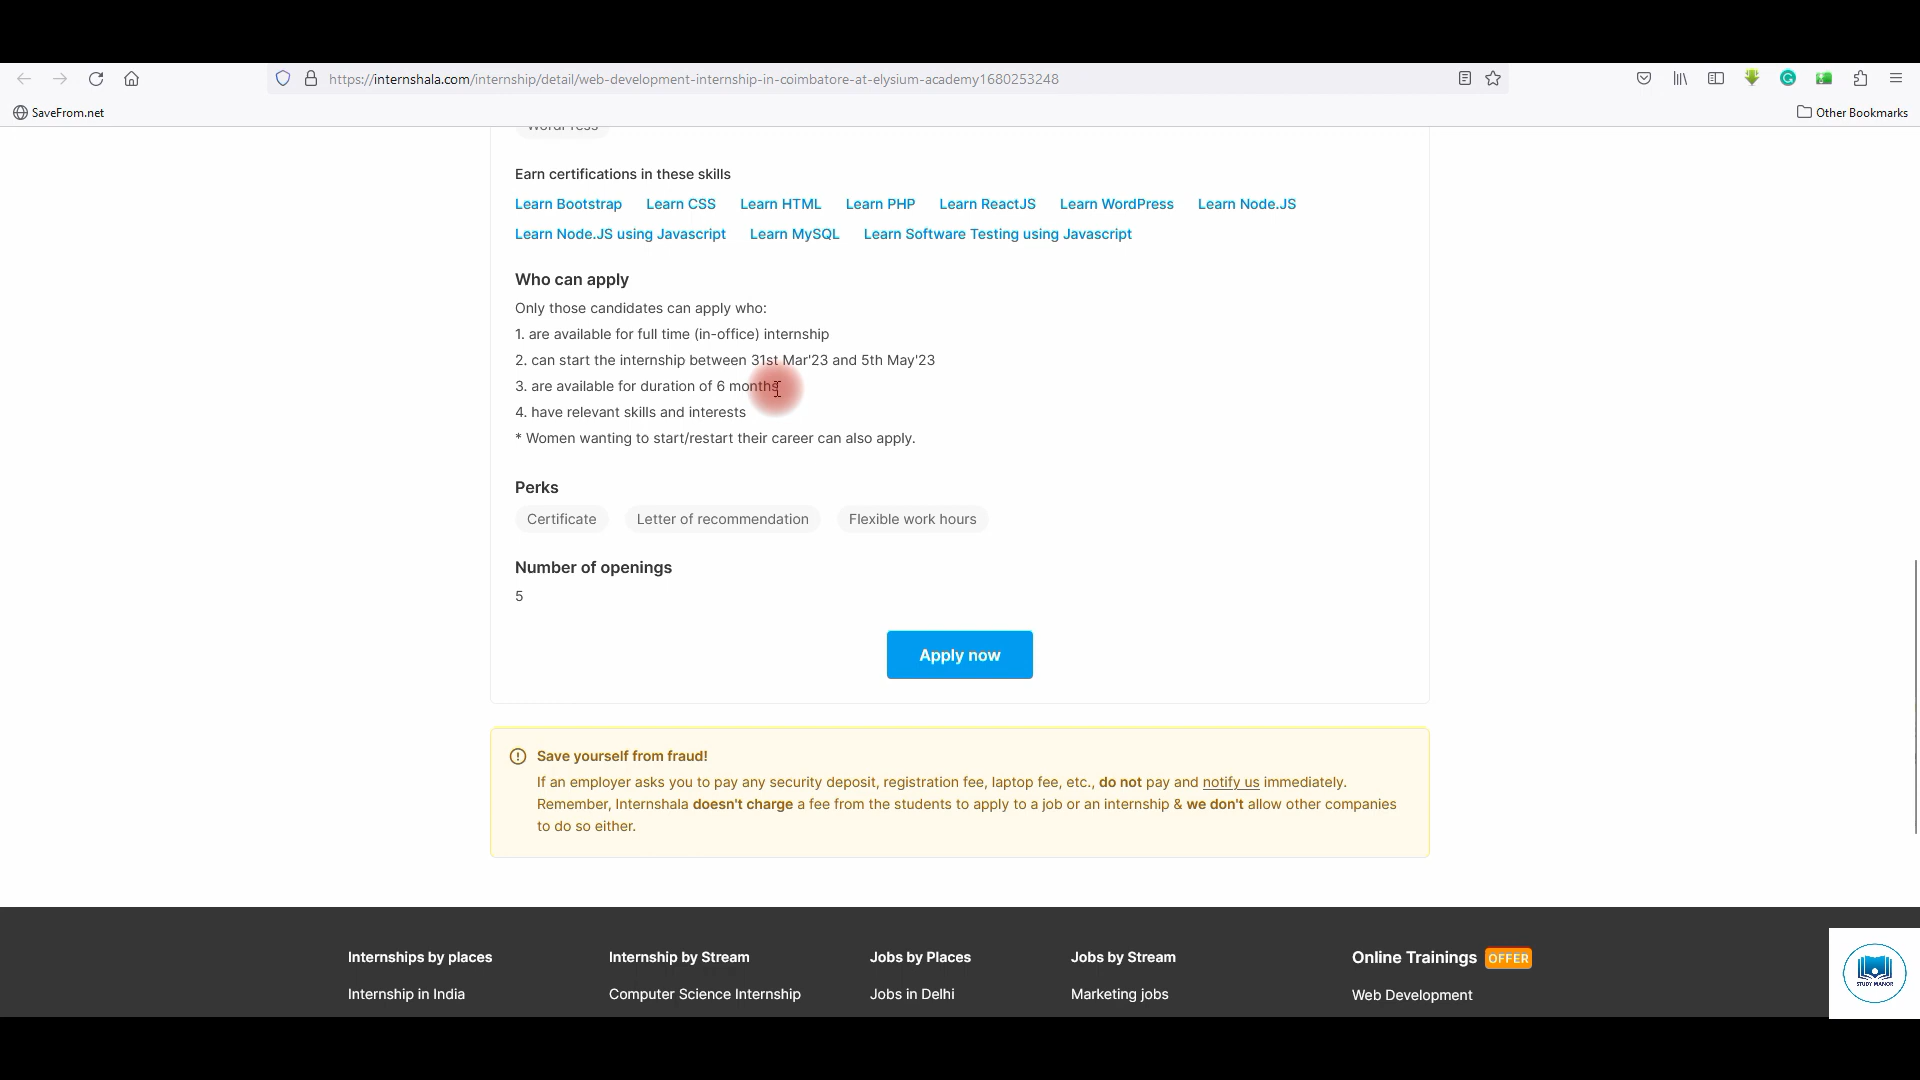 https://internshala.com/internship/detail/web-development-internship-in-coimbatore-at-elysium-academy1680253248
SaveFrom.net
Other Bookmarks
WordPress
Earn certifications in these skills
Learn Bootstrap Learn CSS Learn HTML Learn PHP Learn ReactJS Learn WordPress Learn Node.JS
Learn Node.JS using Javascript Learn MySQL Learn Software Testing using Javascript
Who can apply
Only those candidates can apply who:
1. are available for full time (in-office) internship
2. can start the internship between 31st Mar'23 and 5th May'23
3. are available for duration of 6 months
4. have relevant skills and interests
* Women wanting to start/restart their career can also apply.
Perks
Certificate Letter of recommendation Flexible work hours
Number of openings
5
Apply now
Save yourself from fraud!
If an employer asks you to pay any security deposit, registration fee, laptop fee, etc., do not pay and notify us immediately.
Remember, Internshala doesn't charge a fee from the students to apply to a job or an internship & we don't allow other companies
to do so either.
Internships by places Internship by Stream Jobs by Places Jobs by Stream Online Trainings OFFER
Internship in India Computer Science Internship Jobs in Delhi Marketing jobs Web Development
STUDY MANOR